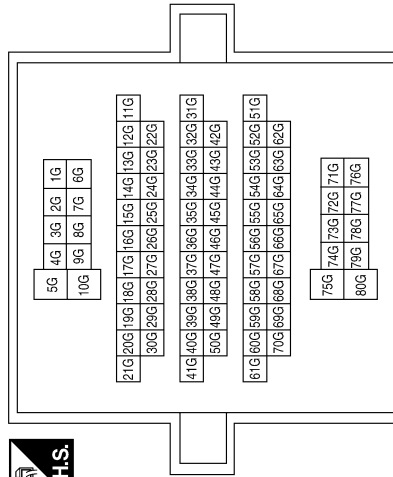 5G 4G 3G 2G 1G
10G 9G 8G 7G 6G
21G 20G 19G 18G 17G 16G 15G 14G 13G 12G 11G
30G 29G 28G 27G 26G 25G 24G 23G 22G
41G 40G 39G 38G 37G 36G 35G 34G 33G 32G 31G
50G 49G 48G 47G 46G 45G 44G 43G 42G
61G 60G 59G 58G 57G 56G 55G 54G 53G 52G 51G
70G 69G 68G 67G 66G 65G 64G 63G 62G
75G 74G 73G 72G 71G
80G 79G 78G 77G 76G
H.S.